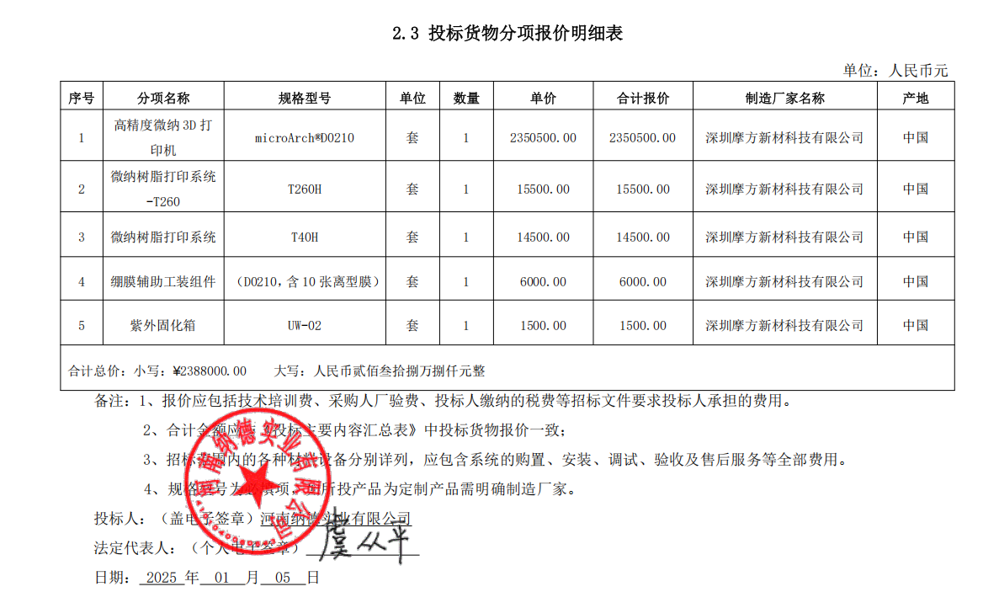 2.3 投标货物分项报价明细表
单位：人民币元
序号 分项名称 规格型号 单位 数量 单价 合计报价 制造厂家名称 产地
1 高精度微纳3D打印机 microArch®D0210 套 1 2350500.00 2350500.00 深圳摩方新材科技有限公司 中国
2 微纳树脂打印系统-T260 T260H 套 1 15500.00 15500.00 深圳摩方新材科技有限公司 中国
3 微纳树脂打印系统 T40H 套 1 14500.00 14500.00 深圳摩方新材科技有限公司 中国
4 绷膜辅助工装组件 （D0210,含10张离型膜） 套 1 6000.00 6000.00 深圳摩方新材科技有限公司 中国
5 紫外固化箱 UW-02 套 1 1500.00 1500.00 深圳摩方新材科技有限公司 中国
合计总价：小写：¥2388000.00 大写：人民币贰佰叁拾捌万捌仟元整
备注：1、报价应包括技术培训费、采购人厂验费、投标人缴纳的税费等招标文件要求投标人承担的费用。
2、合计金额应与《投标主要内容汇总表》中投标货物报价一致；
3、招标范围内的各种材料设备分别详列，应包含系统的购置、安装、调试、验收及售后服务等全部费用。
4、规格型号为必填项，如所投产品为定制产品需明确制造厂家。
投标人：（盖电子签章）河南纳德实业有限公司
法定代表人：（个人电子签章） 虞从平
日期： 2025 年 01 月 05 日
河南纳德实业有限公司